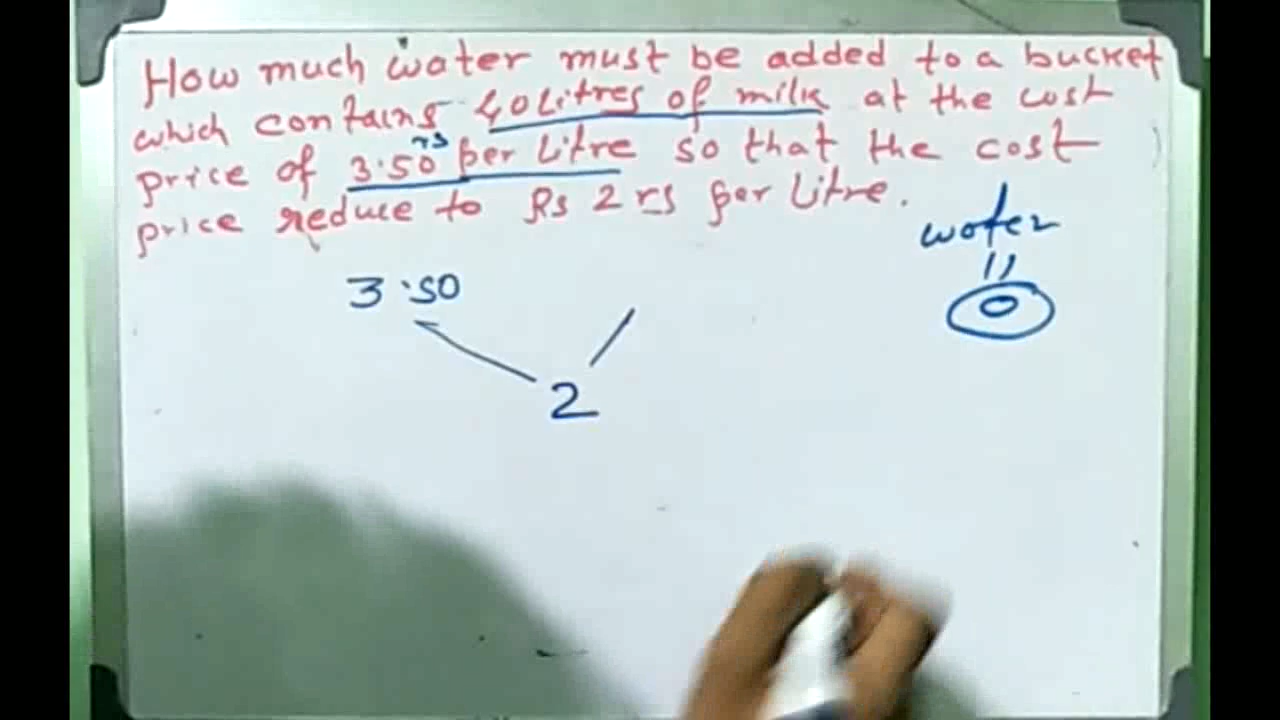 How much water must be added to a bucket
which contains 40 litres of milk at the cost
price of 3.50 rs per litre so that the cost
price reduce to Rs 2 rs per litre.
water
0
3.50
2